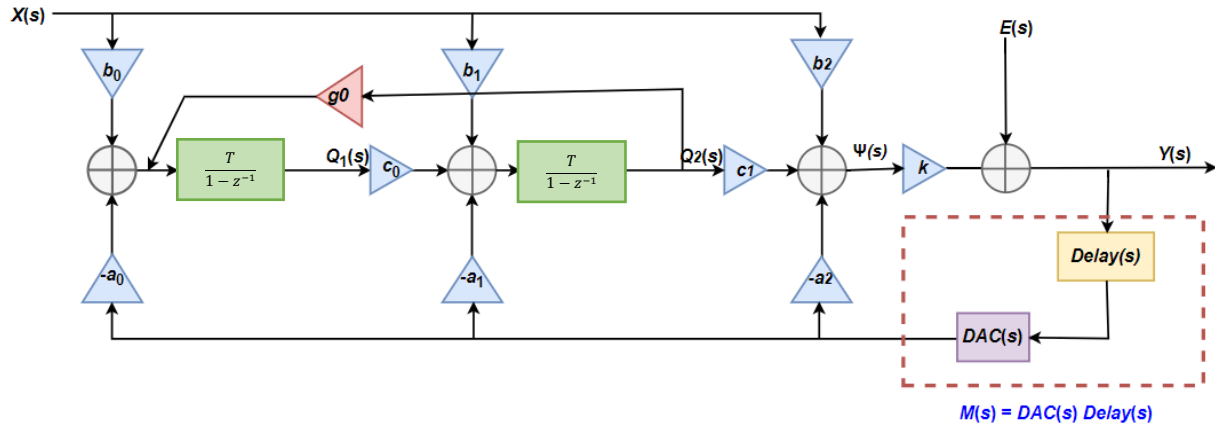 X(s)
E(s)
b₀
b₁
b2
g0
T
1 − z⁻¹
Q₁(s)
c₀
T
1 − z⁻¹
Q2(s)
c1
Ψ(s)
k
Y(s)
-a₀
-a₁
-a2
Delay(s)
DAC(s)
M(s) = DAC(s) Delay(s)